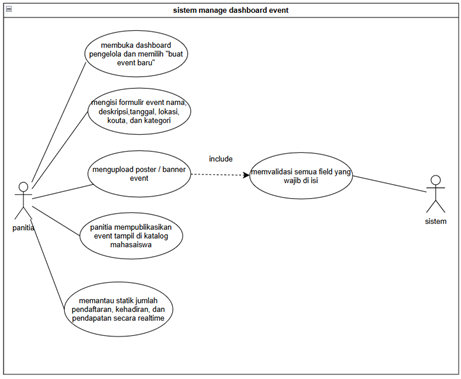 sistem manage dashboard event
membuka dashboard
pengelola dan memilih "buat
event baru"
mengisi formulir event nama,
deskripsi,tanggal, lokasi,
kouta, dan kategori
mengupload poster / banner
event
include
memvalidasi semua field yang
wajib di isi
panitia
sistem
panitia mempublikasikan
event tampil di katalog
mahasaiswa
memantau statik jumlah
pendaftaran, kehadiran, dan
pendapatan secara realtime